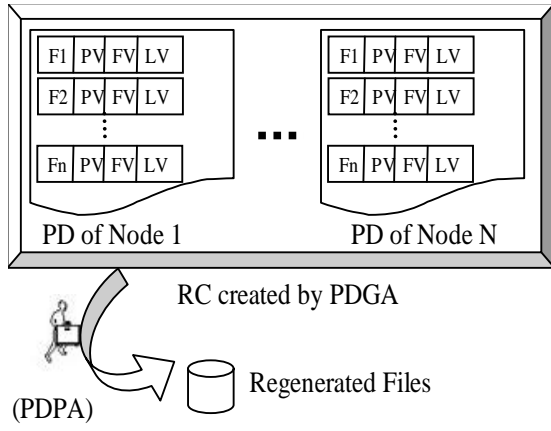 F1 PV FV LV
F2 PV FV LV
Fn PV FV LV
PD of Node 1
F1 PV FV LV
F2 PV FV LV
Fn PV FV LV
PD of Node N
RC created by PDGA
(PDPA)
Regenerated Files